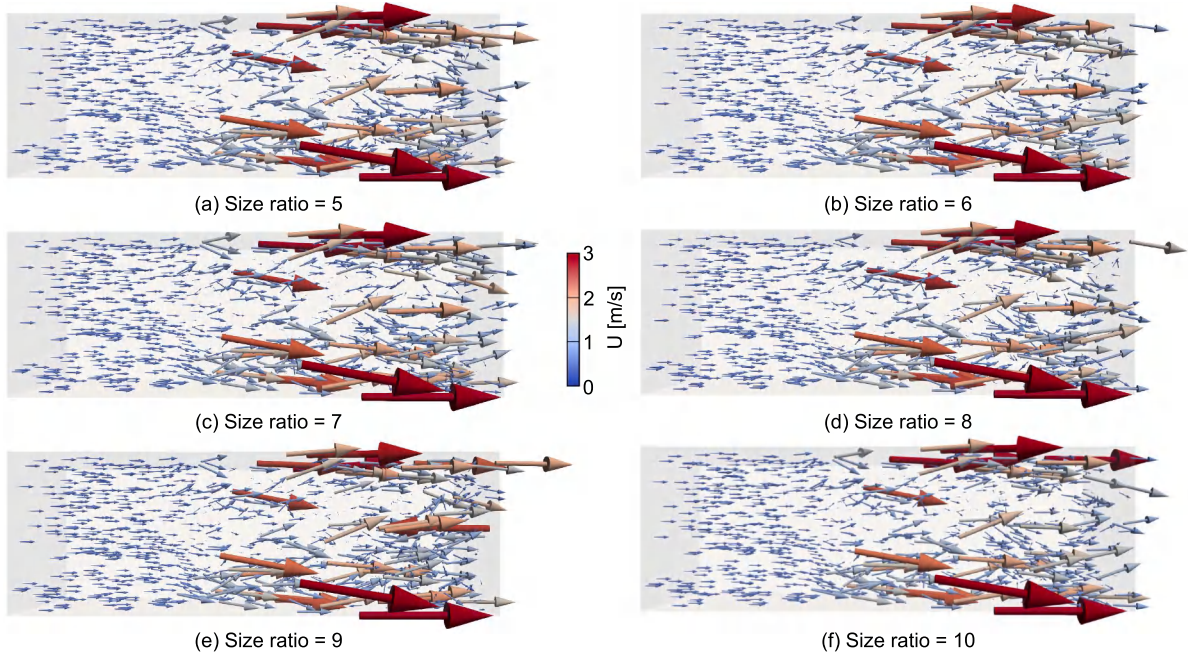 (a) Size ratio = 5
(b) Size ratio = 6
3
2
1
0
U [m/s]
(c) Size ratio = 7
(d) Size ratio = 8
(e) Size ratio = 9
(f) Size ratio = 10